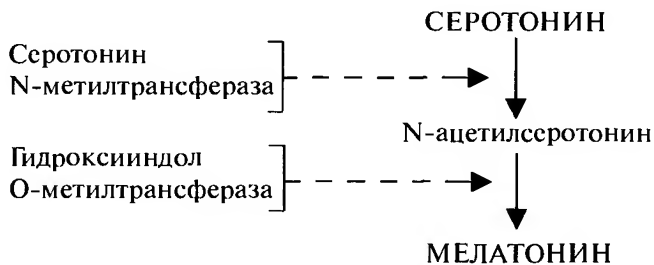 СЕРОТОНИН
Серотонин
N-метилтрансфераза
N-ацетилсеротонин
Гидроксииндол
О-метилтрансфераза
МЕЛАТОНИН